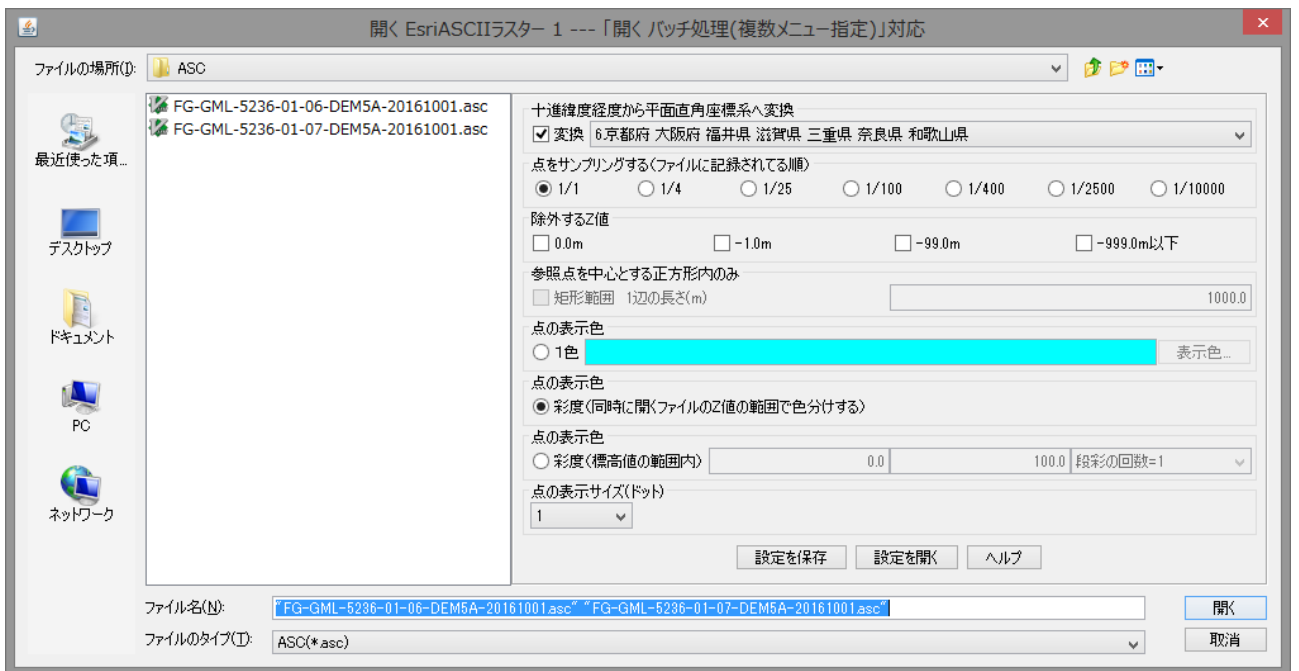 開く EsriASCIIラスター 1 --- 「開く バッチ処理(複数メニュー指定)」対応
ファイルの場所(I):
ASC
最近使った項...
デスクトップ
ドキュメント
PC
ネットワーク
FG-GML-5236-01-06-DEM5A-20161001.asc
FG-GML-5236-01-07-DEM5A-20161001.asc
十進緯度経度から平面直角座標系へ変換
変換 6.京都府 大阪府 福井県 滋賀県 三重県 奈良県 和歌山県
点をサンプリングする(ファイルに記録されてる順)
1/1 1/4 1/25 1/100 1/400 1/2500 1/10000
除外するZ値
0.0m -1.0m -99.0m -999.0m以下
参照点を中心とする正方形内のみ
矩形範囲 1辺の長さ(m) 1000.0
点の表示色
1色 表示色...
点の表示色
彩度(同時に開くファイルのZ値の範囲で色分けする)
点の表示色
彩度(標高値の範囲内) 0.0 100.0 段彩の回数=1
点の表示サイズ(ドット)
1
設定を保存 設定を開く ヘルプ
ファイル名(N): "FG-GML-5236-01-06-DEM5A-20161001.asc" "FG-GML-5236-01-07-DEM5A-20161001.asc" 開く
ファイルのタイプ(T): ASC(*.asc) 取消